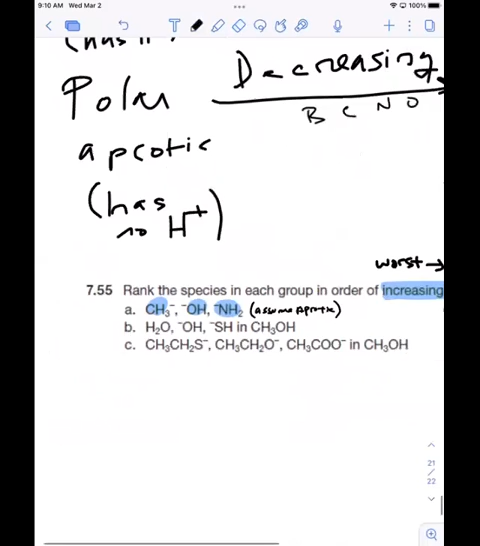 9:10 AM Wed Mar 2
100%
Polar
Decreasing
B C N O
aprotic
(has
no H+)
worst →
7.55 Rank the species in each group in order of increasing
a. CH₃⁻, ⁻OH, ⁻NH₂ (assume aprotic)
b. H₂O, ⁻OH, ⁻SH in CH₃OH
c. CH₃CH₂S⁻, CH₃CH₂O⁻, CH₃COO⁻ in CH₃OH
21
/
22